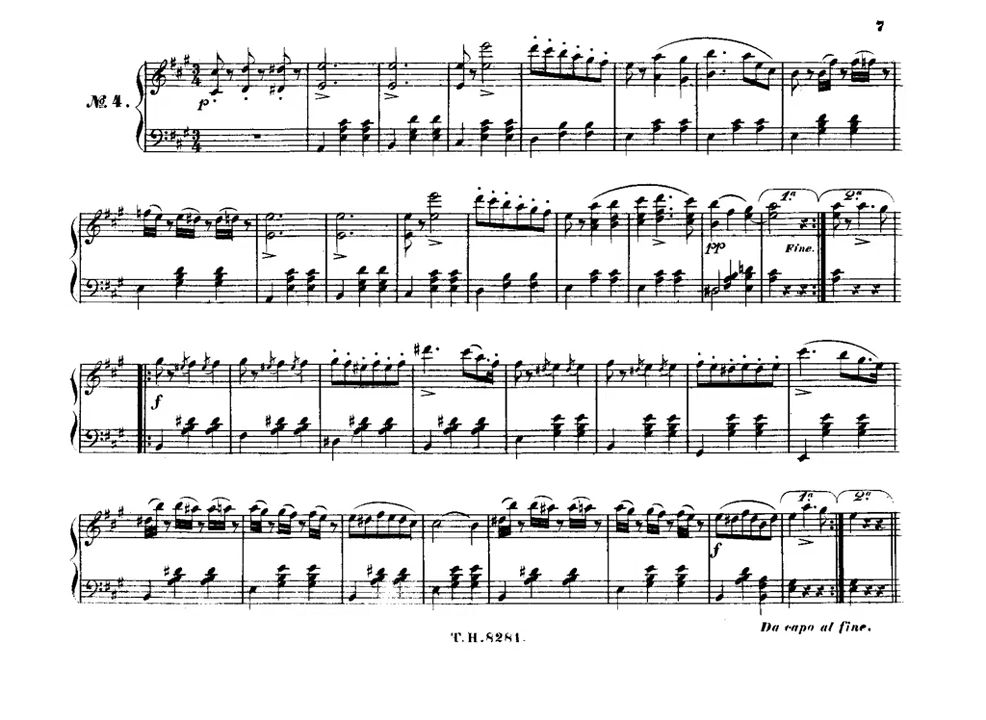 7
№ 4.
p.
1ª 2ª
pp Fine.
f
1ª 2ª
f
Da capo al fine.
T.H.8281.